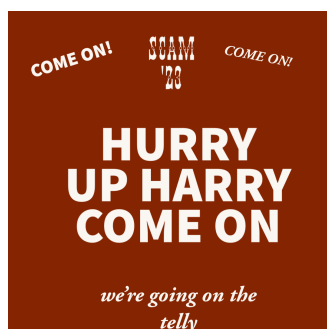 COME ON!
SCAM
'23
COME ON!
HURRY
UP HARRY
COME ON
we're going on the
telly